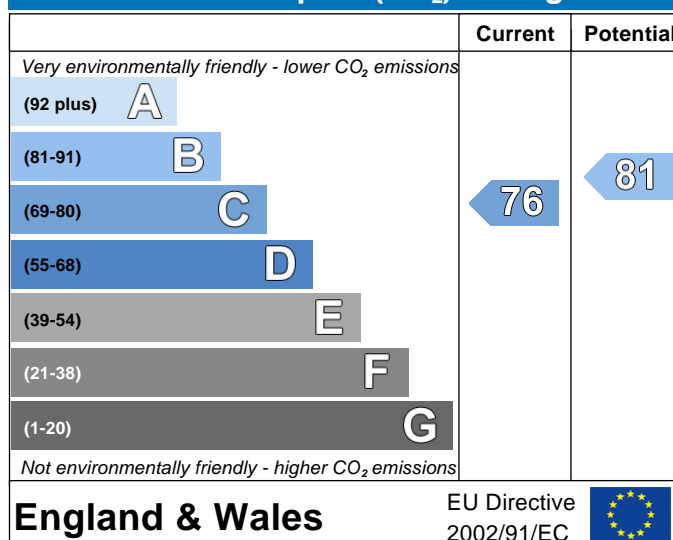 Current Potential
Very environmentally friendly - lower CO₂ emissions
(92 plus) A
(81-91) B
81
(69-80) C
76
(55-68) D
(39-54) E
(21-38) F
(1-20) G
Not environmentally friendly - higher CO₂ emissions
England & Wales
EU Directive
2002/91/EC